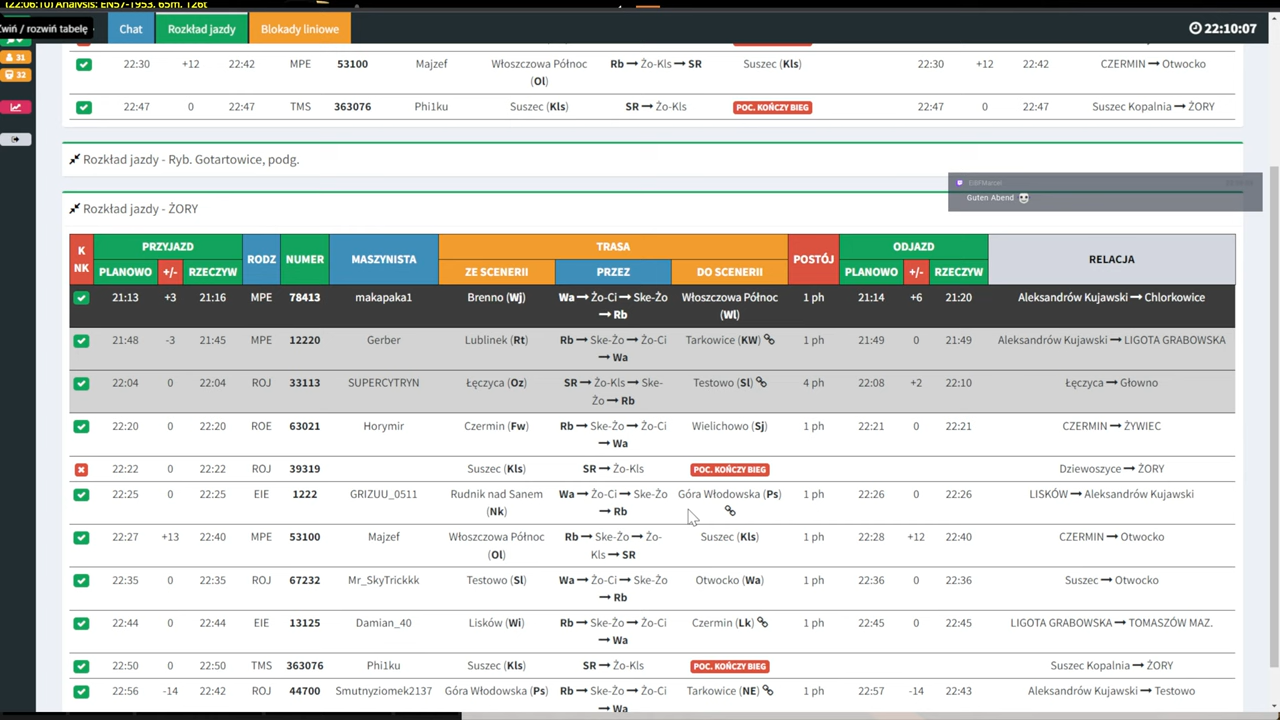 (22:06:10) Analysis: EN57-1953, 65m, 126t
Zwiń / rozwiń tabelę
Chat
Rozkład jazdy
Blokady liniowe
22:10:07
31
32
22:30 +12 22:42 MPE 53100 Majzef Włoszczowa Północ (Ol) Rb → Żo-Kls → SR Suszec (Kls) 22:30 +12 22:42 CZERMIN → Otwocko
22:47 0 22:47 TMS 363076 Phi1ku Suszec (Kls) SR → Żo-Kls POC. KOŃCZY BIEG 22:47 0 22:47 Suszec Kopalnia → ŻORY
Rozkład jazdy - Ryb. Gotartowice, podg.
EiBFMarcel
Guten Abend
Rozkład jazdy - ŻORY
K NK PRZYJAZD RODZ NUMER MASZYNISTA TRASA POSTÓJ ODJAZD RELACJA
PLANOWO +/- RZECZYW ZE SCENERII PRZEZ DO SCENERII PLANOWO +/- RZECZYW
21:13 +3 21:16 MPE 78413 makapaka1 Brenno (Wj) Wa → Żo-Ci → Ske-Żo → Rb Włoszczowa Północ (Wl) 1 ph 21:14 +6 21:20 Aleksandrów Kujawski → Chlorkowice
21:48 -3 21:45 MPE 12220 Gerber Lublinek (Rt) Rb → Ske-Żo → Żo-Ci → Wa Tarkowice (KW) 1 ph 21:49 0 21:49 Aleksandrów Kujawski → LIGOTA GRABOWSKA
22:04 0 22:04 ROJ 33113 SUPERCYTRYN Łęczyca (Oz) SR → Żo-Kls → Ske-Żo → Rb Testowo (Sl) 4 ph 22:08 +2 22:10 Łęczyca → Głowno
22:20 0 22:20 ROE 63021 Horymir Czermin (Fw) Rb → Ske-Żo → Żo-Ci → Wa Wielichowo (Sj) 1 ph 22:21 0 22:21 CZERMIN → ŻYWIEC
22:22 0 22:22 ROJ 39319 Suszec (Kls) SR → Żo-Kls POC. KOŃCZY BIEG Dziewoszyce → ŻORY
22:25 0 22:25 EIE 1222 GRIZUU_0511 Rudnik nad Sanem (Nk) Wa → Żo-Ci → Ske-Żo → Rb Góra Włodowska (Ps) 1 ph 22:26 0 22:26 LISKÓW → Aleksandrów Kujawski
22:27 +13 22:40 MPE 53100 Majzef Włoszczowa Północ (Ol) Rb → Ske-Żo → Żo-Kls → SR Suszec (Kls) 1 ph 22:28 +12 22:40 CZERMIN → Otwocko
22:35 0 22:35 ROJ 67232 Mr_SkyTrickkk Testowo (Sl) Wa → Żo-Ci → Ske-Żo → Rb Otwocko (Wa) 1 ph 22:36 0 22:36 Suszec → Otwocko
22:44 0 22:44 EIE 13125 Damian_40 Lisków (Wi) Rb → Ske-Żo → Żo-Ci → Wa Czermin (Lk) 1 ph 22:45 0 22:45 LIGOTA GRABOWSKA → TOMASZÓW MAZ.
22:50 0 22:50 TMS 363076 Phi1ku Suszec (Kls) SR → Żo-Kls POC. KOŃCZY BIEG Suszec Kopalnia → ŻORY
22:56 -14 22:42 ROJ 44700 Smutnyziomek2137 Góra Włodowska (Ps) Rb → Ske-Żo → Żo-Ci → Wa Tarkowice (NE) 1 ph 22:57 -14 22:43 Aleksandrów Kujawski → Testowo